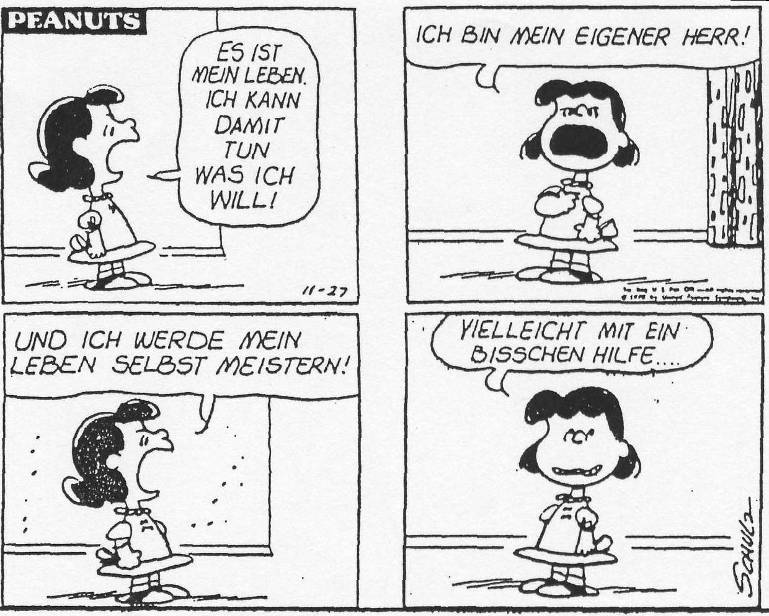 PEANUTS
ES IST
MEIN LEBEN.
ICH KANN
DAMIT
TUN
WAS ICH
WILL!
11-27
ICH BIN MEIN EIGENER HERR!
UND ICH WERDE MEIN
LEBEN SELBST MEISTERN!
VIELLEICHT MIT EIN
BISSCHEN HILFE....
SCHULZ